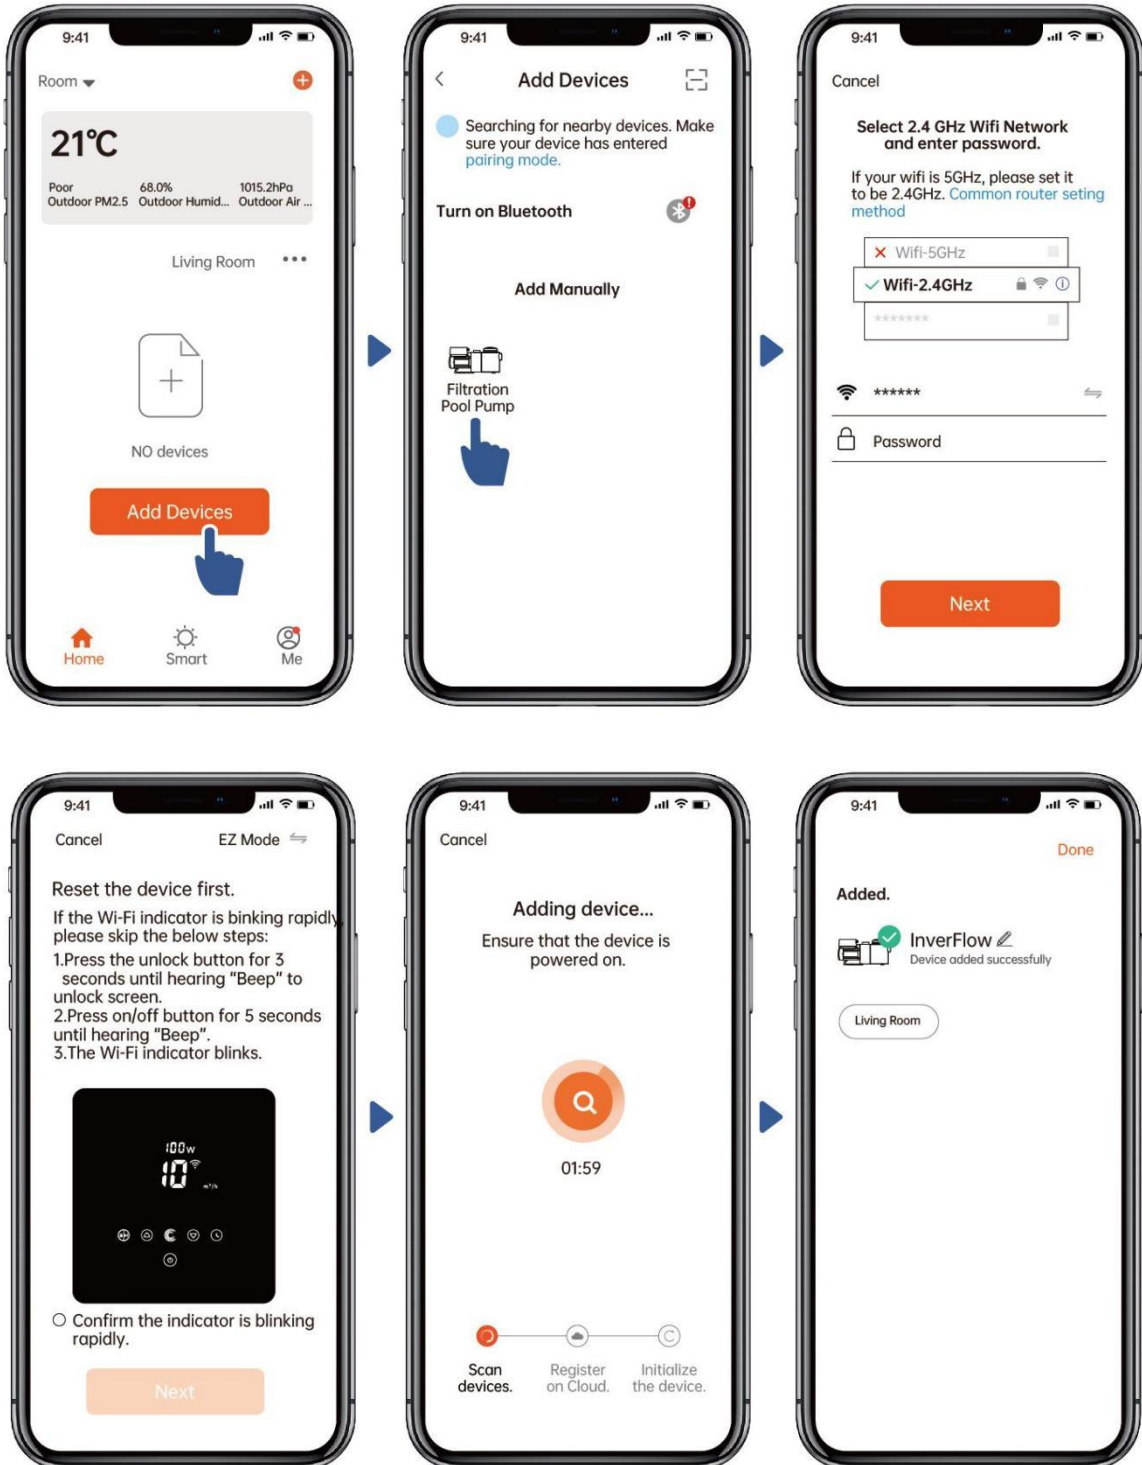 9:41
Room
21℃
Poor 68.0% 1015.2hPa
Outdoor PM2.5 Outdoor Humid... Outdoor Air ...
Living Room •••
NO devices
Add Devices
Home Smart Me
9:41
Add Devices
Searching for nearby devices. Make
sure your device has entered
pairing mode.
Turn on Bluetooth
Add Manually
Filtration
Pool Pump
9:41
Cancel
Select 2.4 GHz Wifi Network
and enter password.
If your wifi is 5GHz, please set it
to be 2.4GHz. Common router seting
method
Wifi-5GHz
Wifi-2.4GHz
*******
******
Password
Next
9:41
Cancel EZ Mode
Reset the device first.
If the Wi-Fi indicator is binking rapidly,
please skip the below steps:
1.Press the unlock button for 3
seconds until hearing "Beep" to
unlock screen.
2.Press on/off button for 5 seconds
until hearing "Beep".
3.The Wi-Fi indicator blinks.
100w
10
m³/h
Confirm the indicator is blinking
rapidly.
Next
9:41
Cancel
Adding device...
Ensure that the device is
powered on.
01:59
Scan Register Initialize
devices. on Cloud. the device.
9:41
Done
Added.
InverFlow
Device added successfully
Living Room